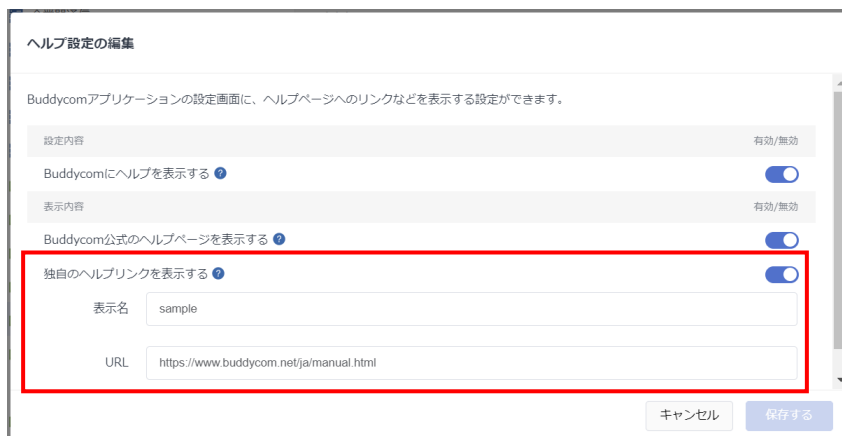 ヘルプ設定の編集
Buddycomアプリケーションの設定画面に、ヘルプページへのリンクなどを表示する設定ができます。
設定内容 有効/無効
Buddycomにヘルプを表示する ?
表示内容 有効/無効
Buddycom公式のヘルプページを表示する ?
独自のヘルプリンクを表示する ?
表示名 sample
URL https://www.buddycom.net/ja/manual.html
キャンセル 保存する